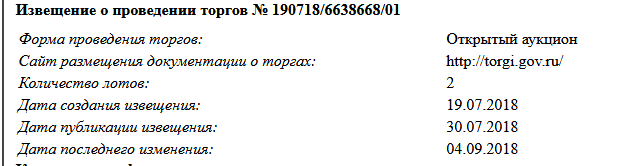 Извещение о проведении торгов № 190718/6638668/01
Форма проведения торгов: Открытый аукцион
Сайт размещения документации о торгах: http://torgi.gov.ru/
Количество лотов: 2
Дата создания извещения: 19.07.2018
Дата публикации извещения: 30.07.2018
Дата последнего изменения: 04.09.2018